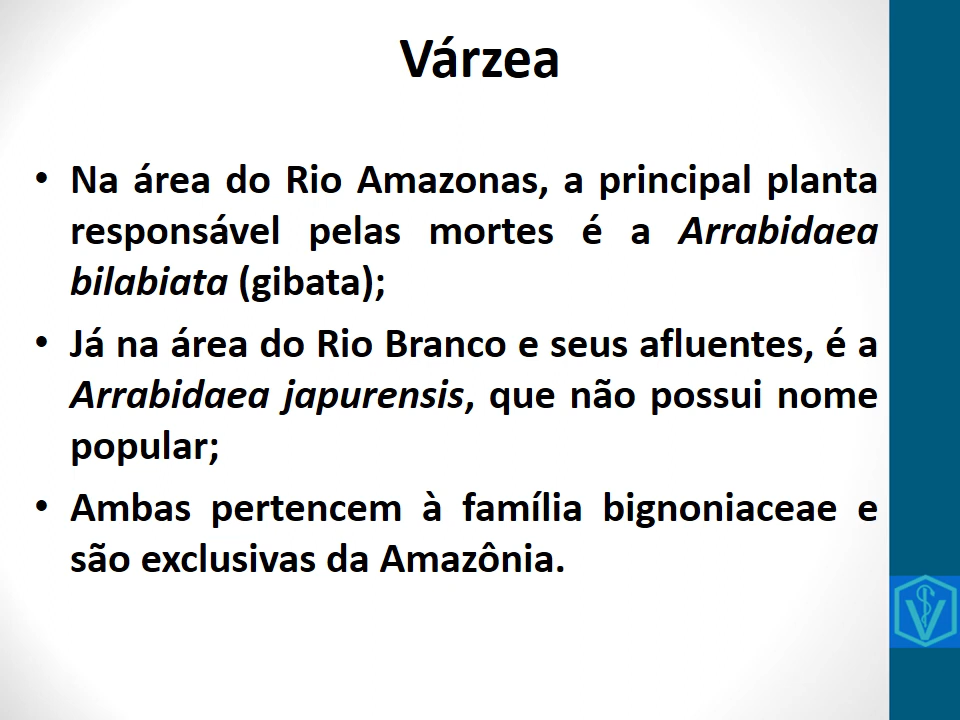 Várzea
• Na área do Rio Amazonas, a principal planta
responsável pelas mortes é a Arrabidaea
bilabiata (gibata);
• Já na área do Rio Branco e seus afluentes, é a
Arrabidaea japurensis, que não possui nome
popular;
• Ambas pertencem à família bignoniaceae e
são exclusivas da Amazônia.
V